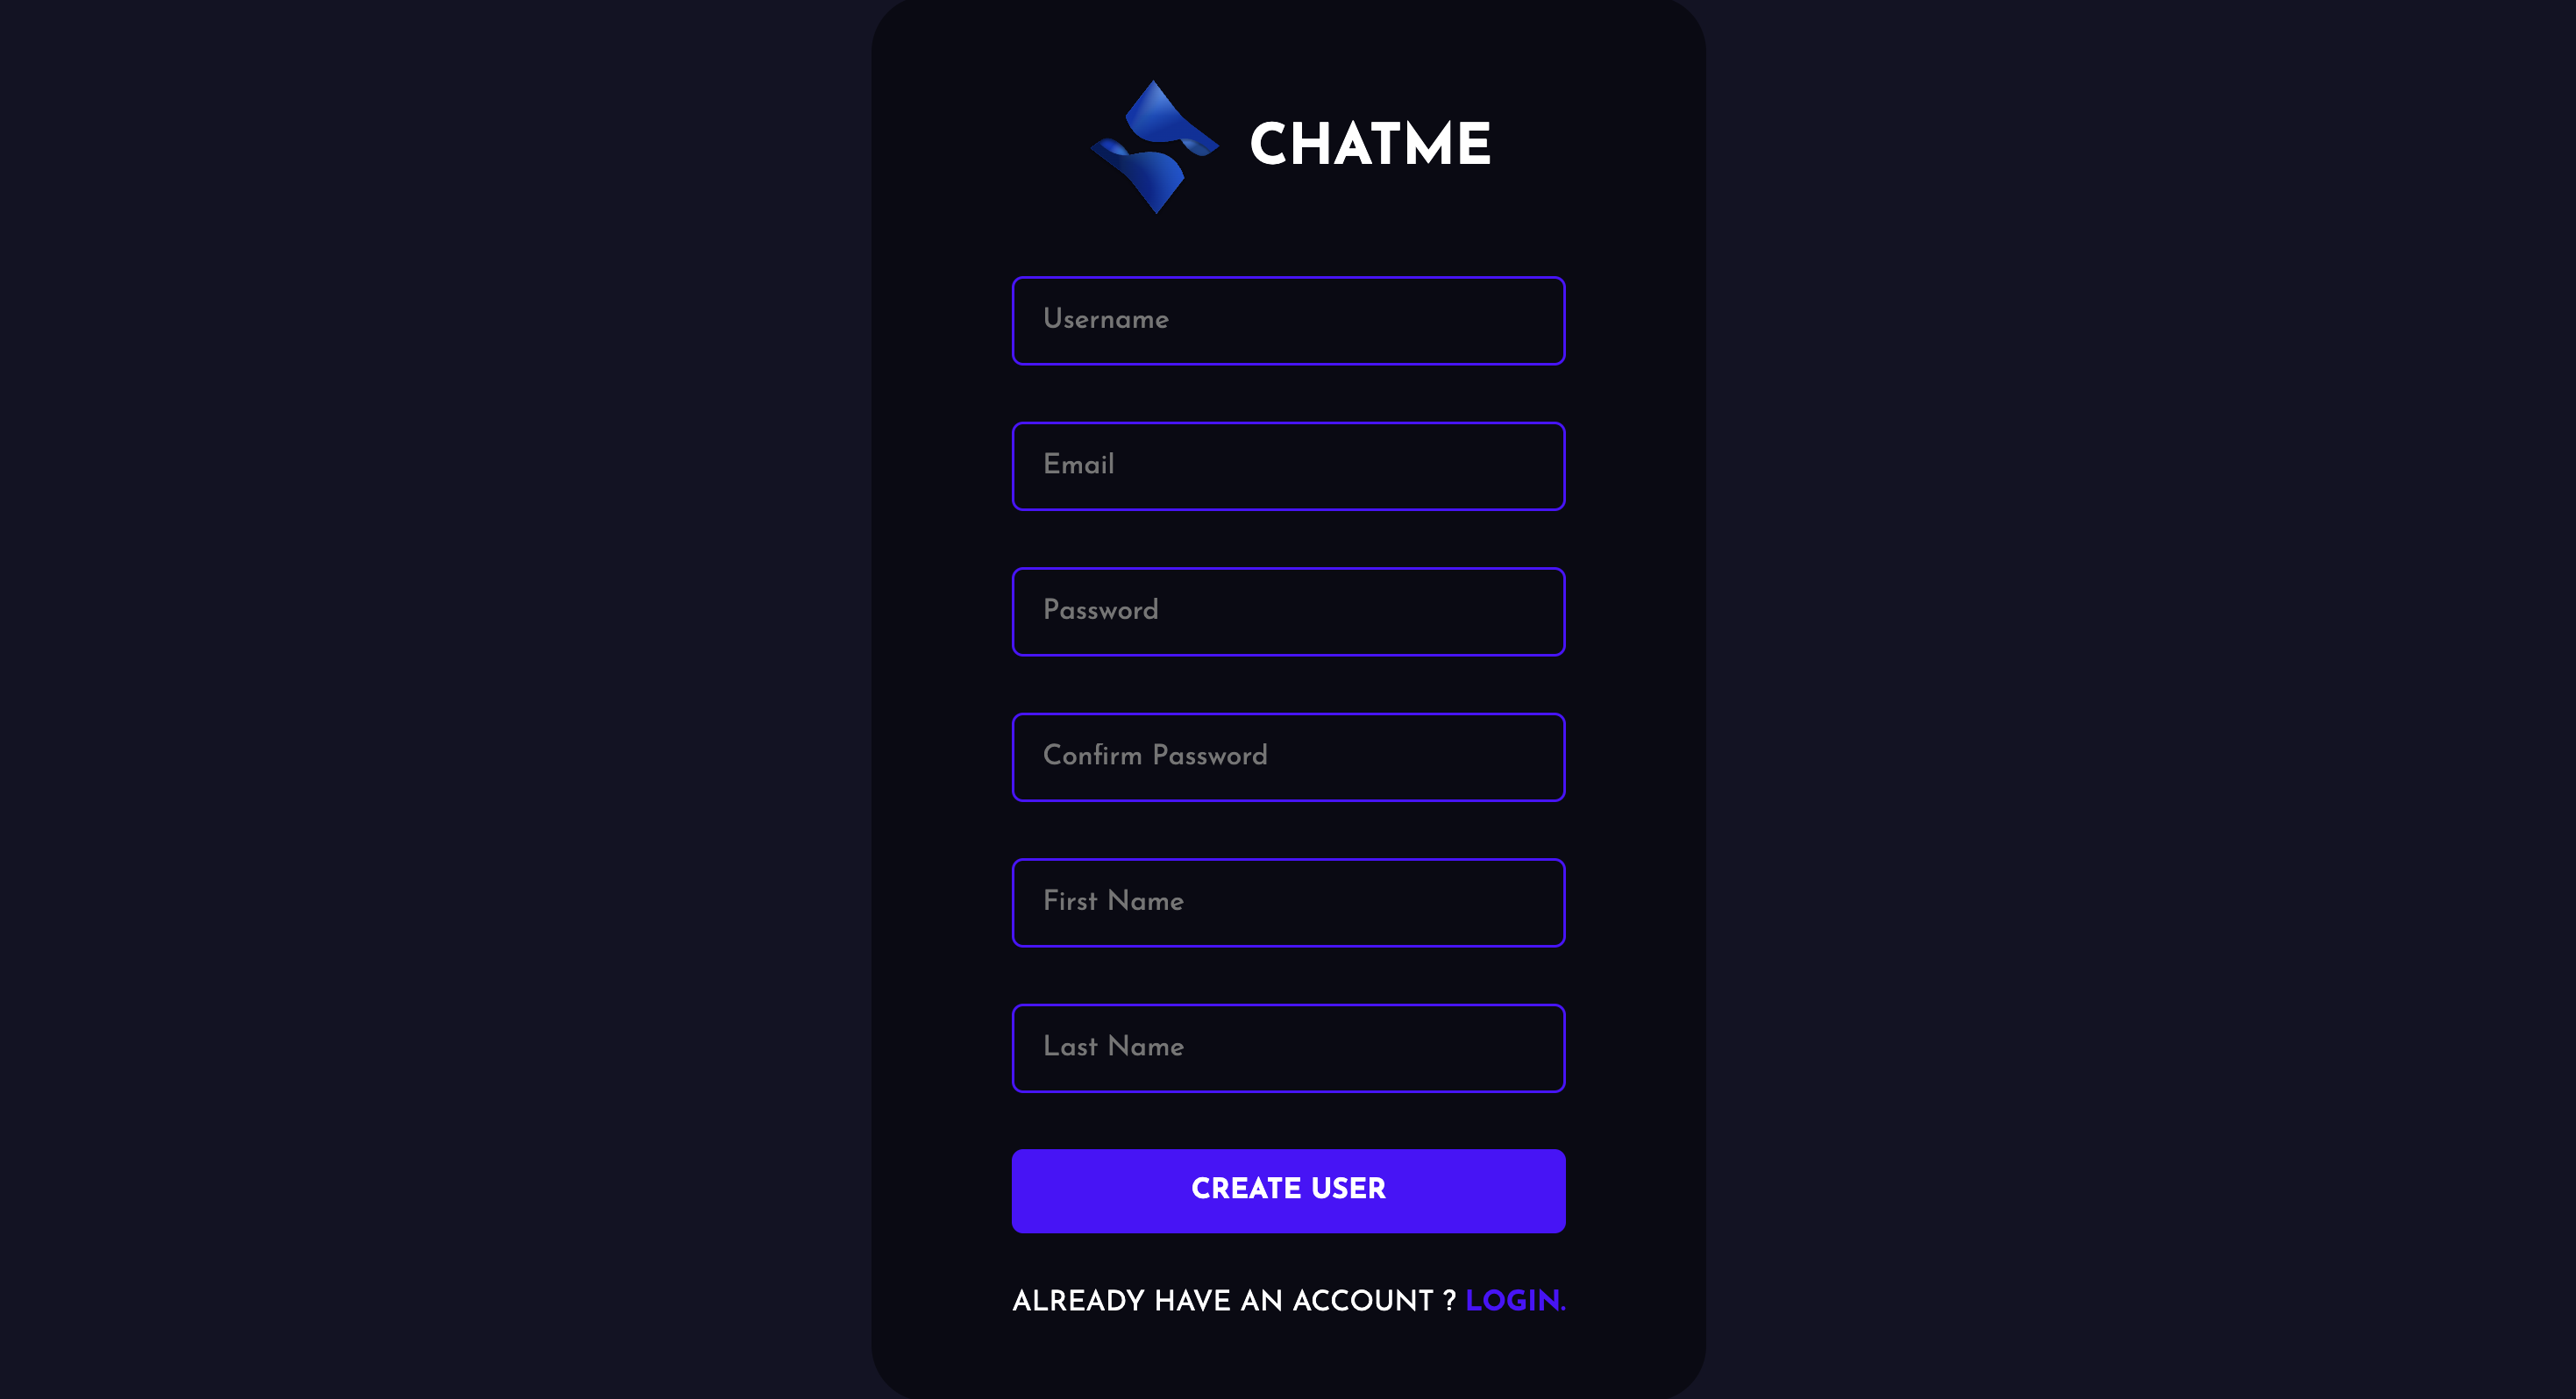 CHATME
Username
Email
Password
Confirm Password
First Name
Last Name
CREATE USER
ALREADY HAVE AN ACCOUNT ? LOGIN.